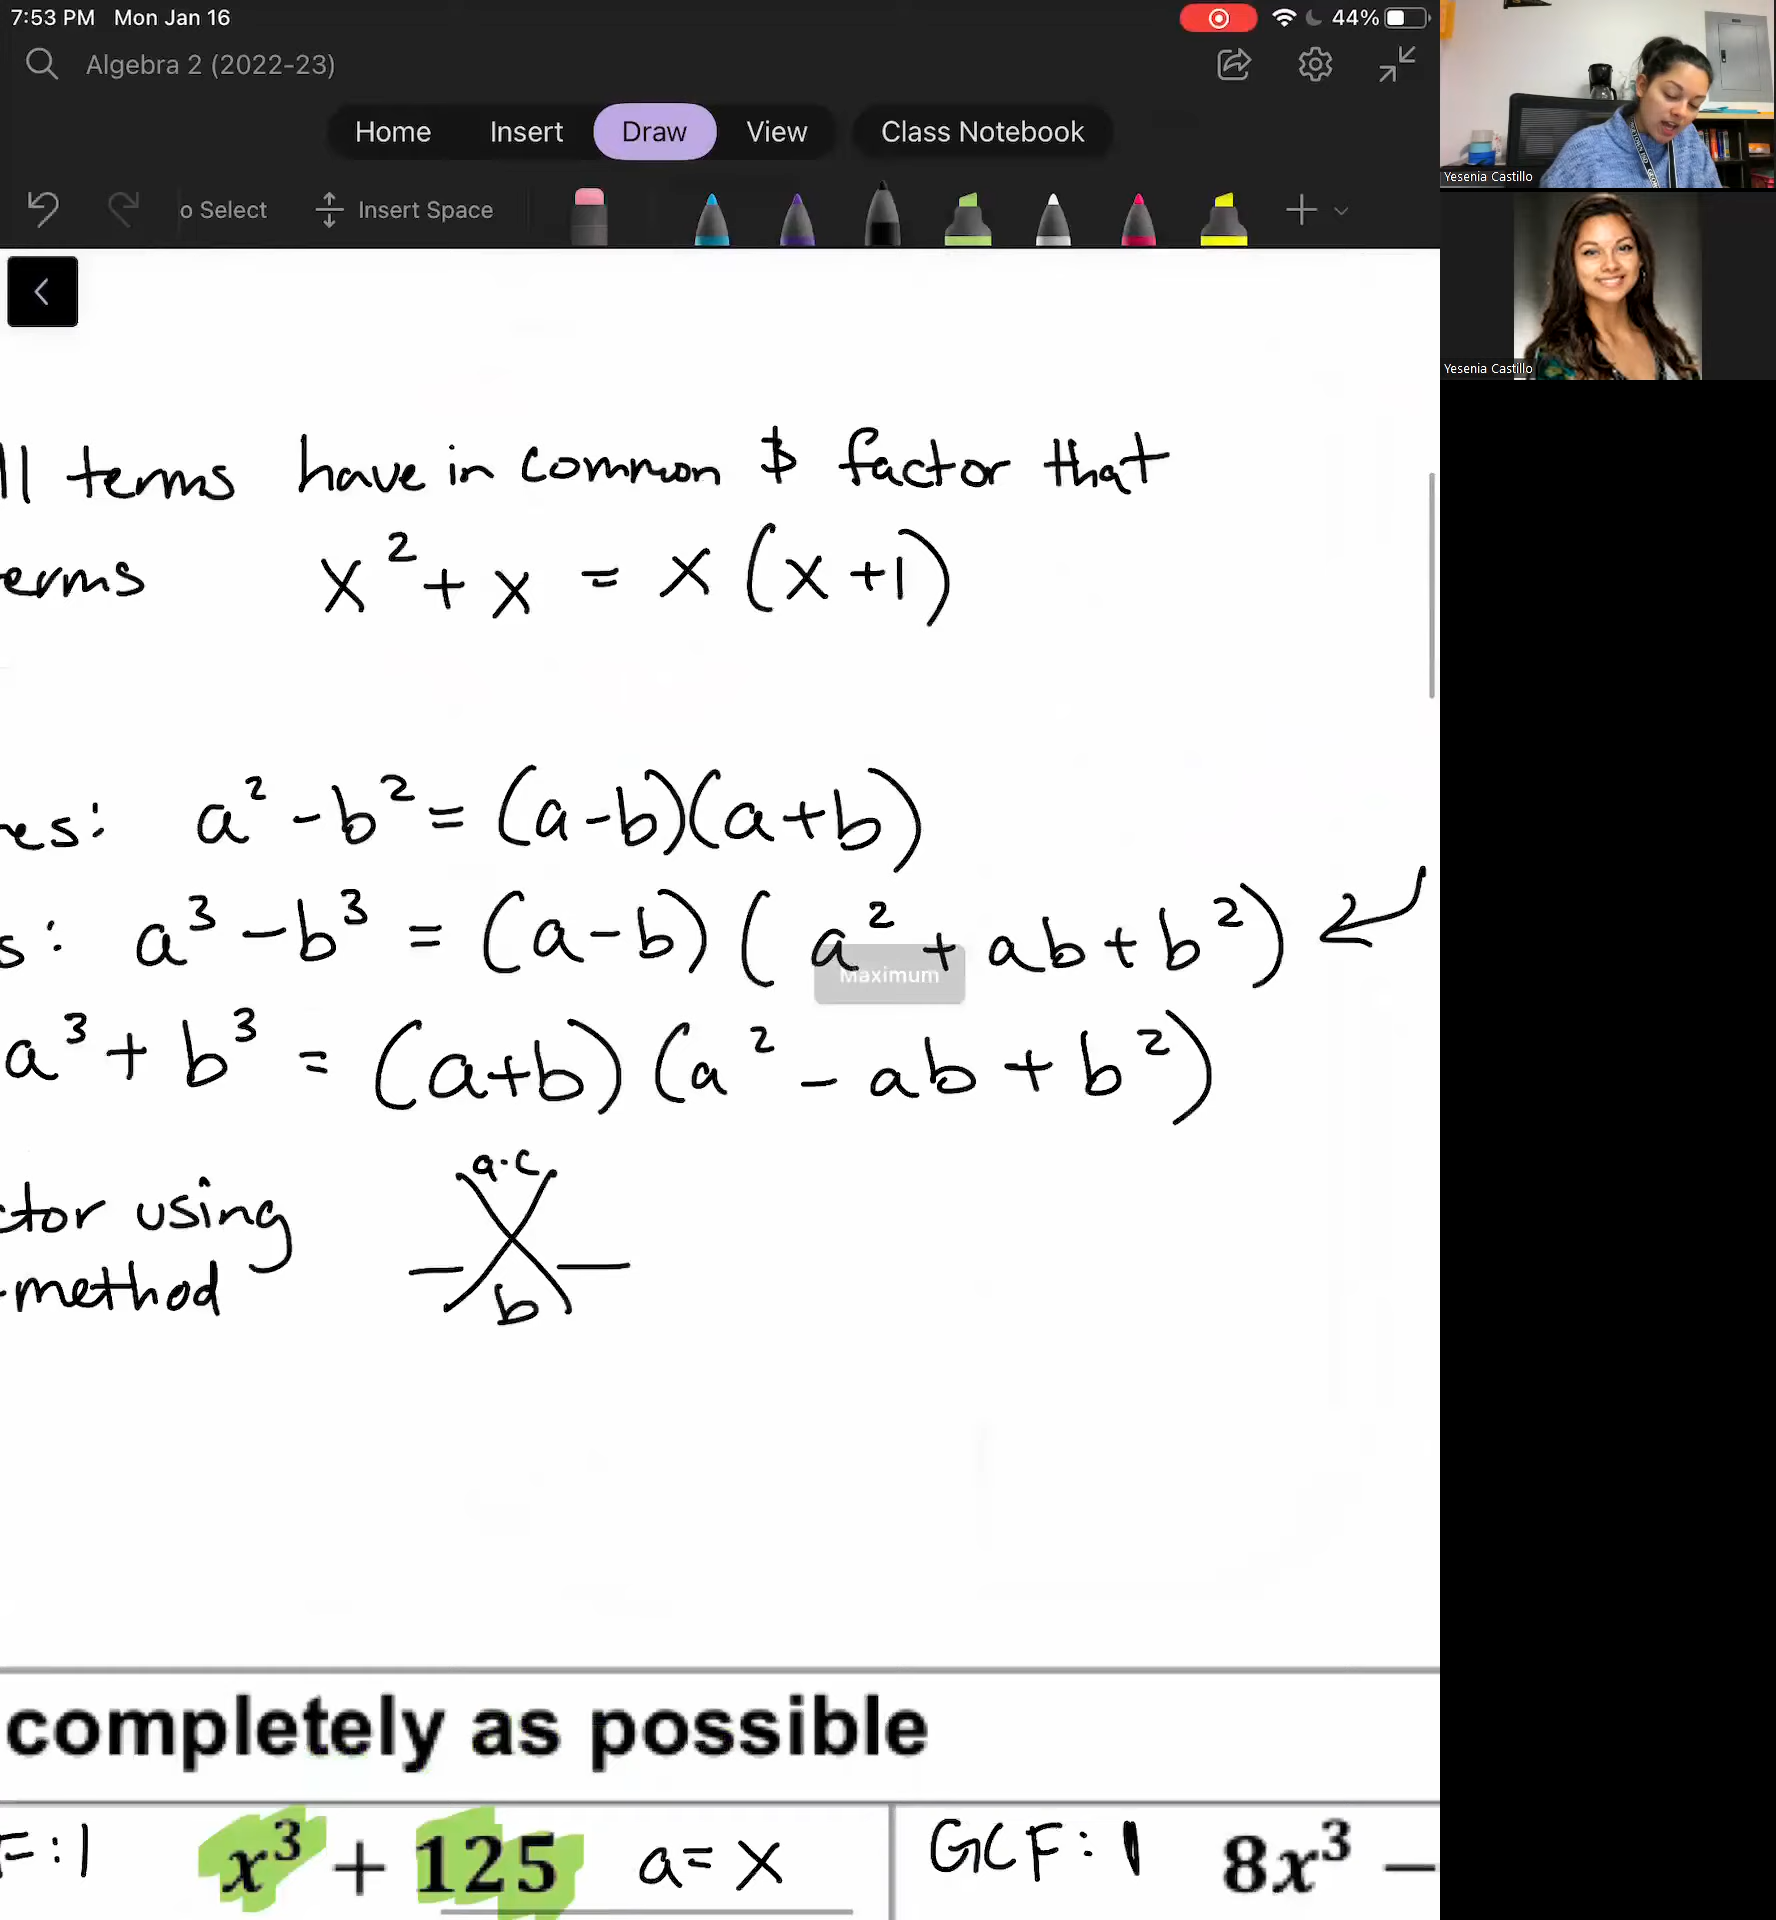 7:53 PM Mon Jan 16
44%
Algebra 2 (2022-23)
Home Insert Draw View Class Notebook
o Select Insert Space
Yesenia Castillo
Yesenia Castillo
ll terms have in common & factor that
erms x² + x = x (x+1)
res: a² - b² = (a-b)(a+b)
s: a³ - b³ = (a-b) (a² + ab + b²)
Maximum
a³ + b³ = (a+b) (a² - ab + b²)
ctor using
a·c
-method
b
completely as possible
F:1 x³ + 125 a= x GCF: 1 8x³ −